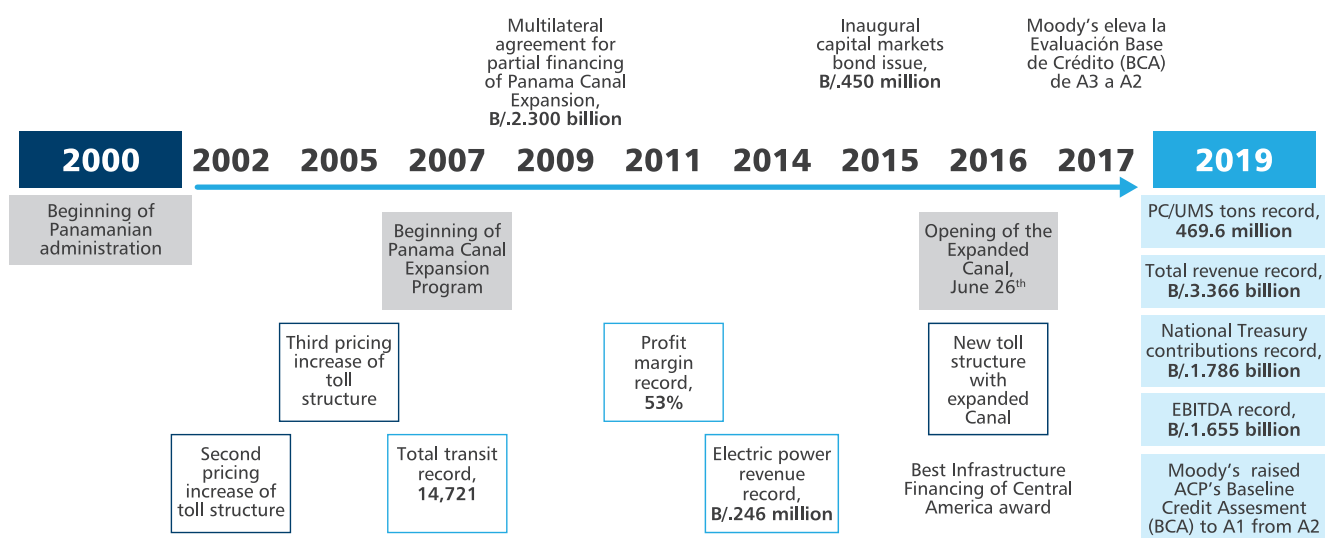 Multilateral
agreement for
partial financing
of Panama Canal
Expansion,
B/.2.300 billion
Inaugural
capital markets
bond issue,
B/.450 million
Moody's eleva la
Evaluación Base
de Crédito (BCA)
de A3 a A2
2000
2002
2005
2007
2009
2011
2014
2015
2016
2017
2019
Beginning of
Panamanian
administration
Beginning of
Panama Canal
Expansion
Program
Opening of the
Expanded
Canal,
June 26th
PC/UMS tons record,
469.6 million
Total revenue record,
B/.3.366 billion
National Treasury
contributions record,
B/.1.786 billion
EBITDA record,
B/.1.655 billion
Moody's raised
ACP's Baseline
Credit Assesment
(BCA) to A1 from A2
Third pricing
increase of
toll
structure
Profit
margin
record,
53%
New toll
structure
with
expanded
Canal
Second
pricing
increase of
toll structure
Total transit
record,
14,721
Electric power
revenue
record,
B/.246 million
Best Infrastructure
Financing of Central
America award